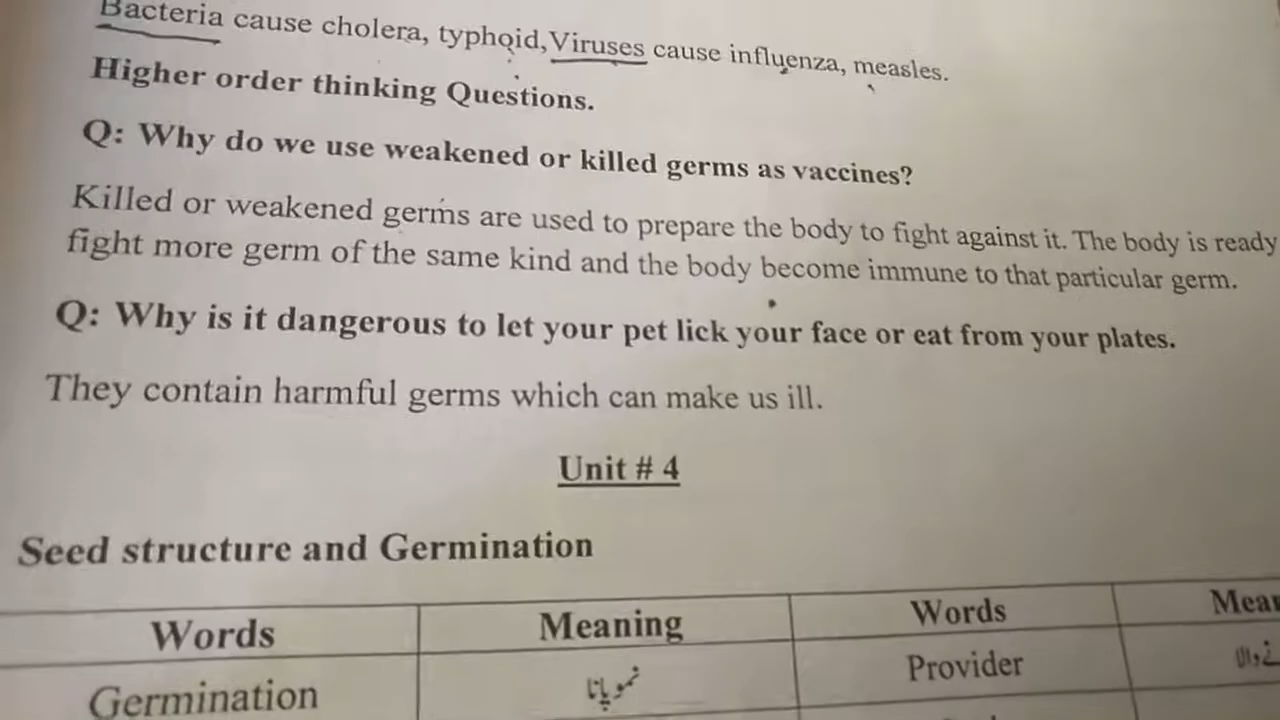 Bacteria cause cholera, typhoid, Viruses cause influenza, measles.
Higher order thinking Questions.
Q: Why do we use weakened or killed germs as vaccines?
Killed or weakened germs are used to prepare the body to fight against it. The body is ready
fight more germ of the same kind and the body become immune to that particular germ.
Q: Why is it dangerous to let your pet lick your face or eat from your plates.
They contain harmful germs which can make us ill.
Unit # 4
Seed structure and Germination
Words Meaning Words
Germination نمو پانا Provider